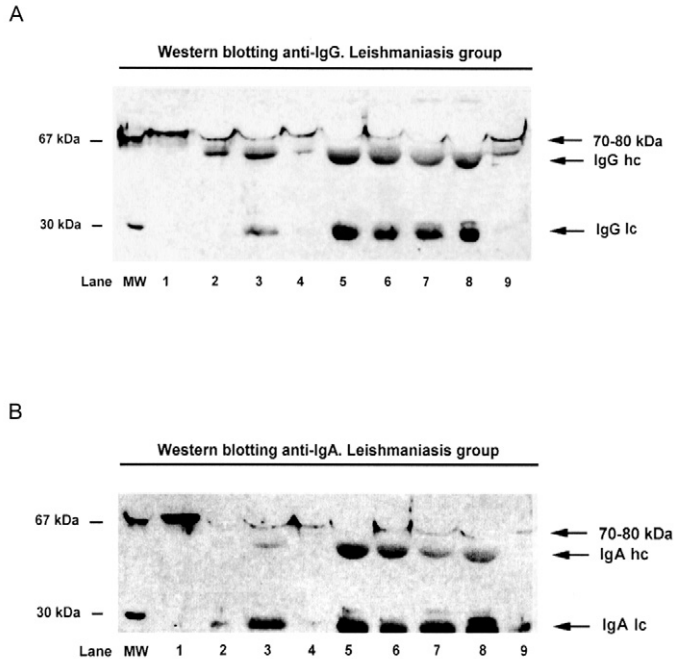 A
Western blotting anti-IgG. Leishmaniasis group
67 kDa
70-80 kDa
IgG hc
30 kDa
IgG lc
Lane MW 1 2 3 4 5 6 7 8 9
B
Western blotting anti-IgA. Leishmaniasis group
67 kDa
70-80 kDa
IgA hc
30 kDa
IgA lc
Lane MW 1 2 3 4 5 6 7 8 9